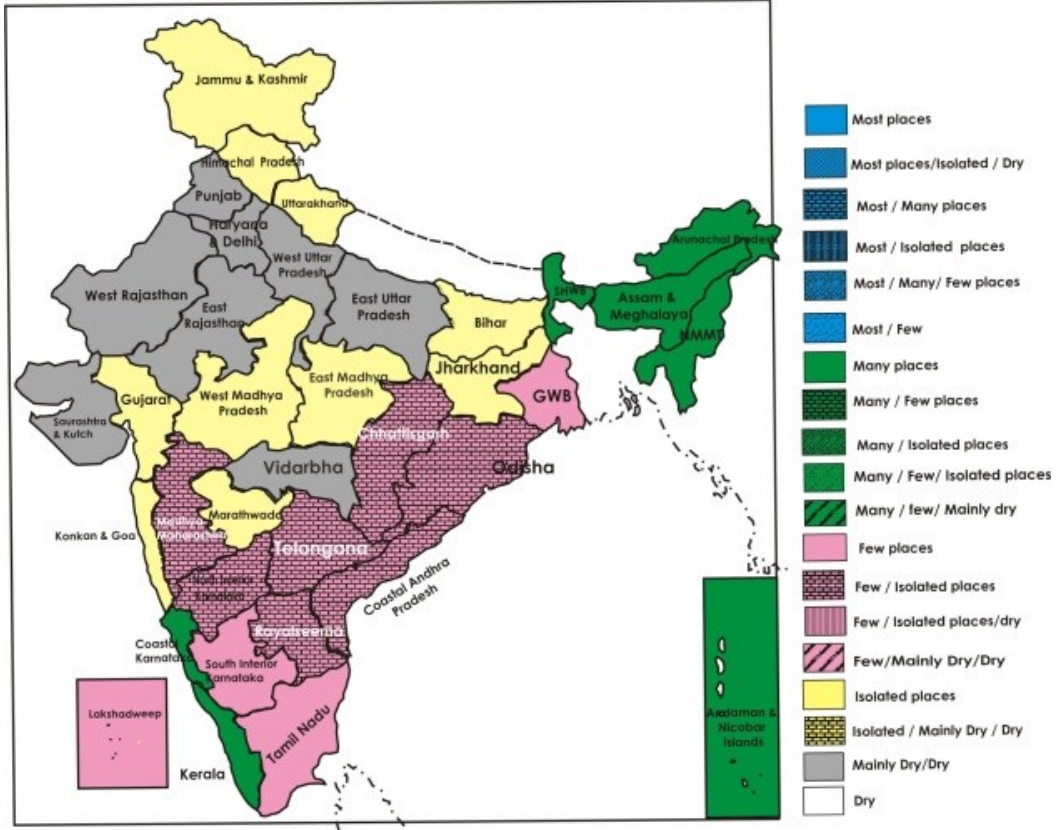 Jammu & Kashmir
Himachal Pradesh
Punjab
Uttarakhand
Haryana
& Delhi
West Uttar
Pradesh
West Rajasthan
East
Rajasthan
East Uttar
Pradesh
Bihar
SHWB
Arunachal Pradesh
Assam &
Meghalaya
NMMT
Gujarat
West Madhya
Pradesh
East Madhya
Pradesh
Jharkhand
GWB
Saurashtra
& Kutch
Chhattisgarh
Vidarbha
Odisha
Konkan & Goa
Madhya
Maharashtra
Marathwada
Telangana
North Interior
Karnataka
Coastal Andhra
Pradesh
Rayalseema
Coastal
Karnataka
South Interior
Karnataka
Lakshadweep
Kerala
Tamil Nadu
Andaman &
Nicobar
Islands
Most places
Most places/Isolated / Dry
Most / Many places
Most / Isolated places
Most / Many/ Few places
Most / Few
Many places
Many / Few places
Many / Isolated places
Many / Few/ Isolated places
Many / few/ Mainly dry
Few places
Few / Isolated places
Few / Isolated places/dry
Few/Mainly Dry/Dry
Isolated places
Isolated / Mainly Dry / Dry
Mainly Dry/Dry
Dry